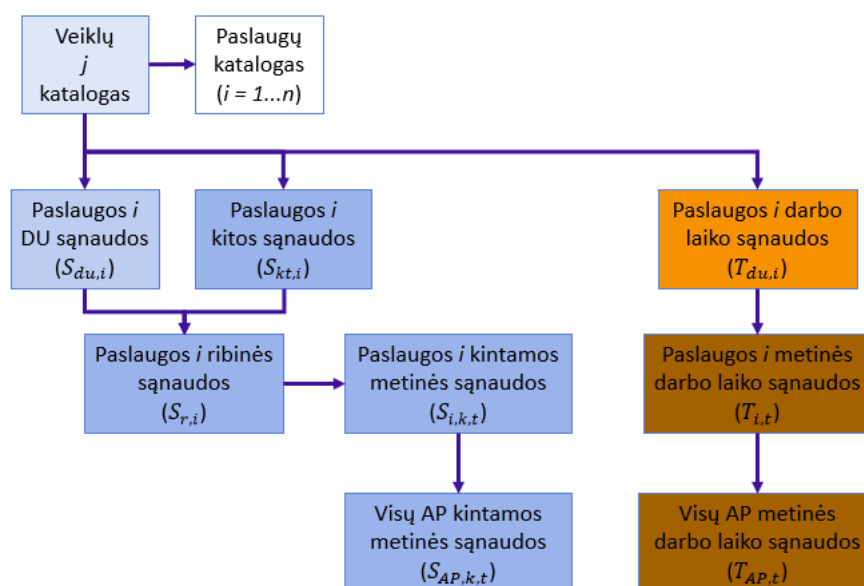 Veiklų
j
katalogas
Paslaugų
katalogas
(i = 1...n)
Paslaugos i
DU sąnaudos
(S_{du,i})
Paslaugos i
kitos sąnaudos
(S_{kt,i})
Paslaugos i darbo
laiko sąnaudos
(T_{du,i})
Paslaugos i ribinės
sąnaudos
(S_{r,i})
Paslaugos i kintamos
metinės sąnaudos
(S_{i,k,t})
Paslaugos i metinės
darbo laiko sąnaudos
(T_{i,t})
Visų AP kintamos
metinės sąnaudos
(S_{AP,k,t})
Visų AP metinės
darbo laiko sąnaudos
(T_{AP,t})